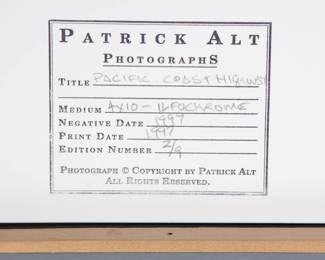 PATRICK ALT
PHOTOGRAPHS
TITLE PACIFIC COAST HIGHWAY
MEDIUM 4X10 - ILFOCHROME
NEGATIVE DATE 1997
PRINT DATE 1997
EDITION NUMBER 2/9
PHOTOGRAPH © COPYRIGHT BY PATRICK ALT
ALL RIGHTS RESERVED.